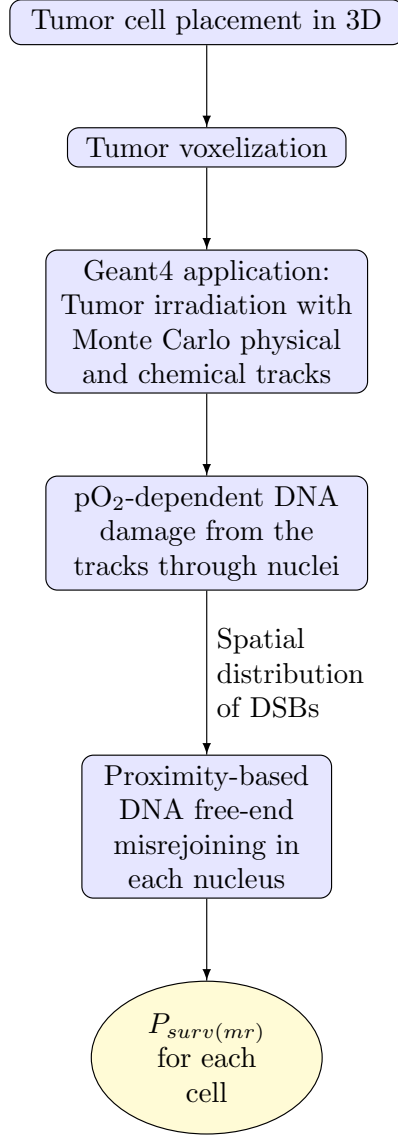 Tumor cell placement in 3D
Tumor voxelization
Geant4 application:
Tumor irradiation with
Monte Carlo physical
and chemical tracks
pO₂-dependent DNA
damage from the
tracks through nuclei
Spatial
distribution
of DSBs
Proximity-based
DNA free-end
misrejoining in
each nucleus
P_{surv(mr)}
for each
cell